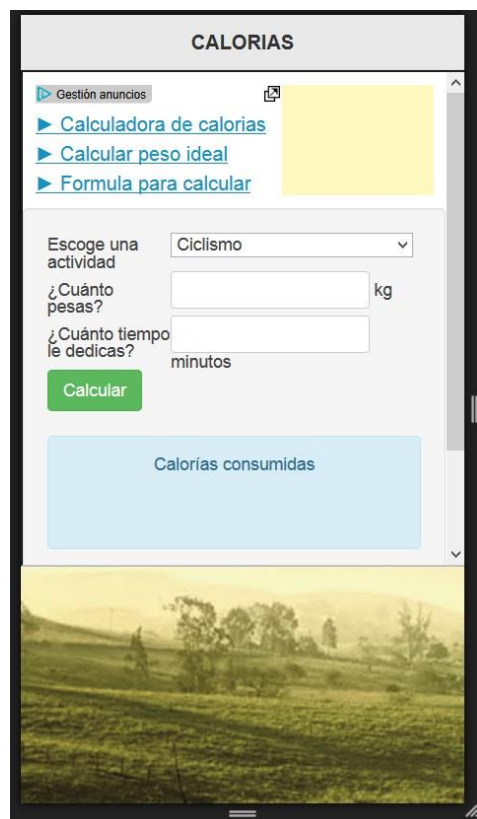 CALORIAS
Gestión anuncios
► Calculadora de calorias
► Calcular peso ideal
► Formula para calcular
Escoge una actividad
Ciclismo
¿Cuánto pesas?
kg
¿Cuánto tiempo le dedicas?
minutos
Calcular
Calorías consumidas